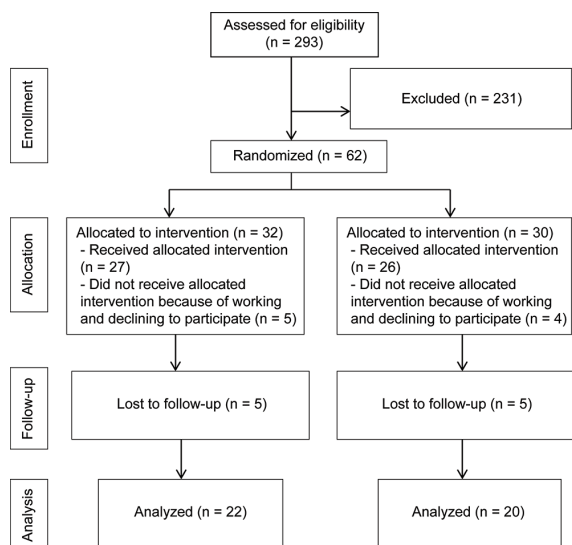 Assessed for eligibility
(n = 293)
Enrollment
Excluded (n = 231)
Randomized (n = 62)
Allocation
Allocated to intervention (n = 32)
- Received allocated intervention
(n = 27)
- Did not receive allocated
intervention because of working
and declining to participate (n = 5)
Allocated to intervention (n = 30)
- Received allocated intervention
(n = 26)
- Did not receive allocated
intervention because of working
and declining to participate (n = 4)
Follow-up
Lost to follow-up (n = 5)
Lost to follow-up (n = 5)
Analysis
Analyzed (n = 22)
Analyzed (n = 20)